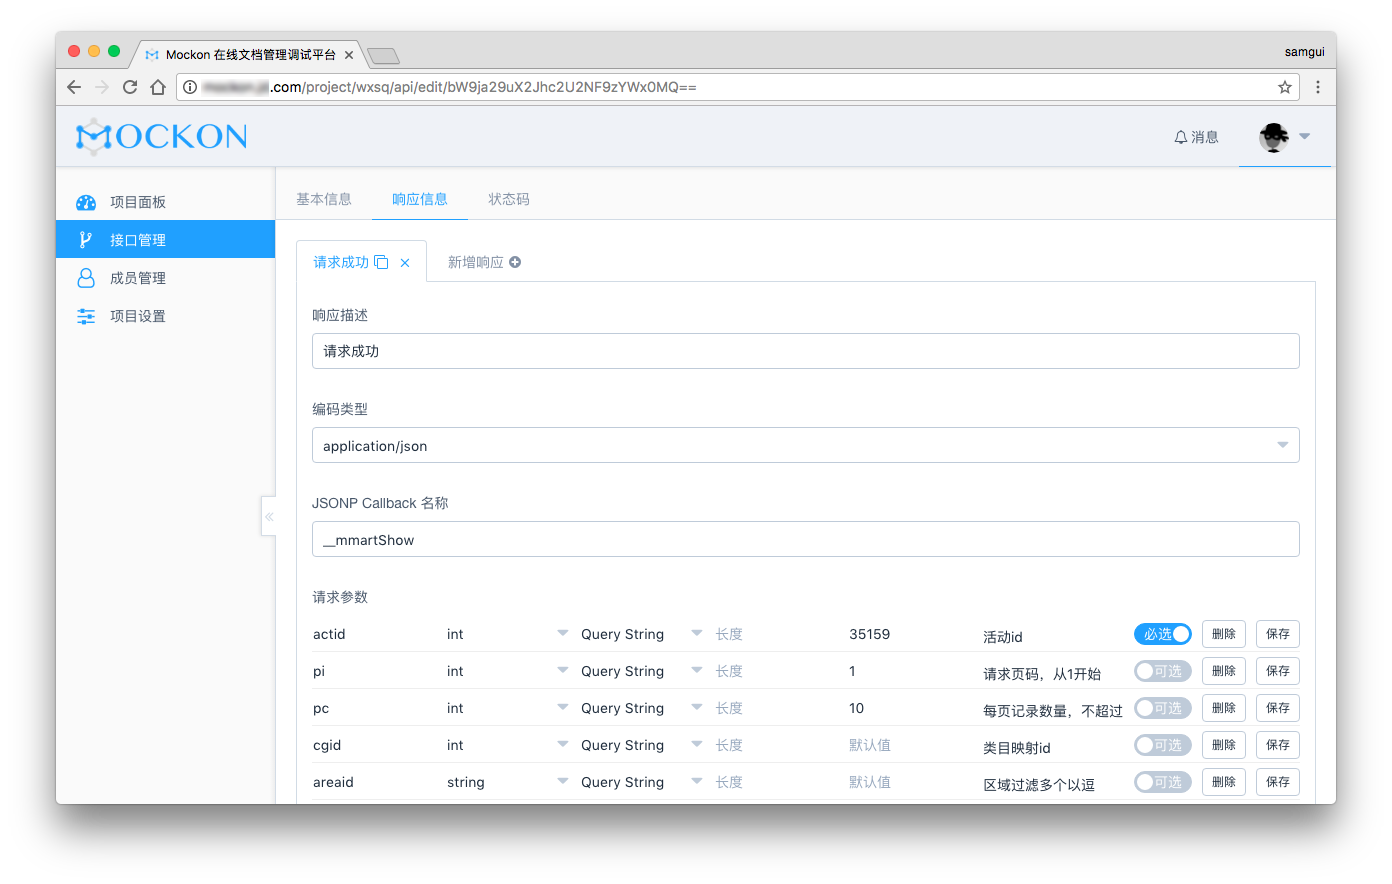 Mockon 在线文档管理调试平台
samgui
.com/project/wxsq/api/edit/bW9ja29uX2Jhc2U2NF9zYWx0MQ==
MOCKON
消息
项目面板
接口管理
成员管理
项目设置
基本信息 响应信息 状态码
请求成功 新增响应
响应描述
请求成功
编码类型
application/json
JSONP Callback 名称
__mmartShow
请求参数
actid int Query String 长度 35159 活动id 必选 删除 保存
pi int Query String 长度 1 请求页码，从1开始 可选 删除 保存
pc int Query String 长度 10 每页记录数量，不超过 可选 删除 保存
cgid int Query String 长度 默认值 类目映射id 可选 删除 保存
areaid string Query String 长度 默认值 区域过滤多个以逗 可选 删除 保存